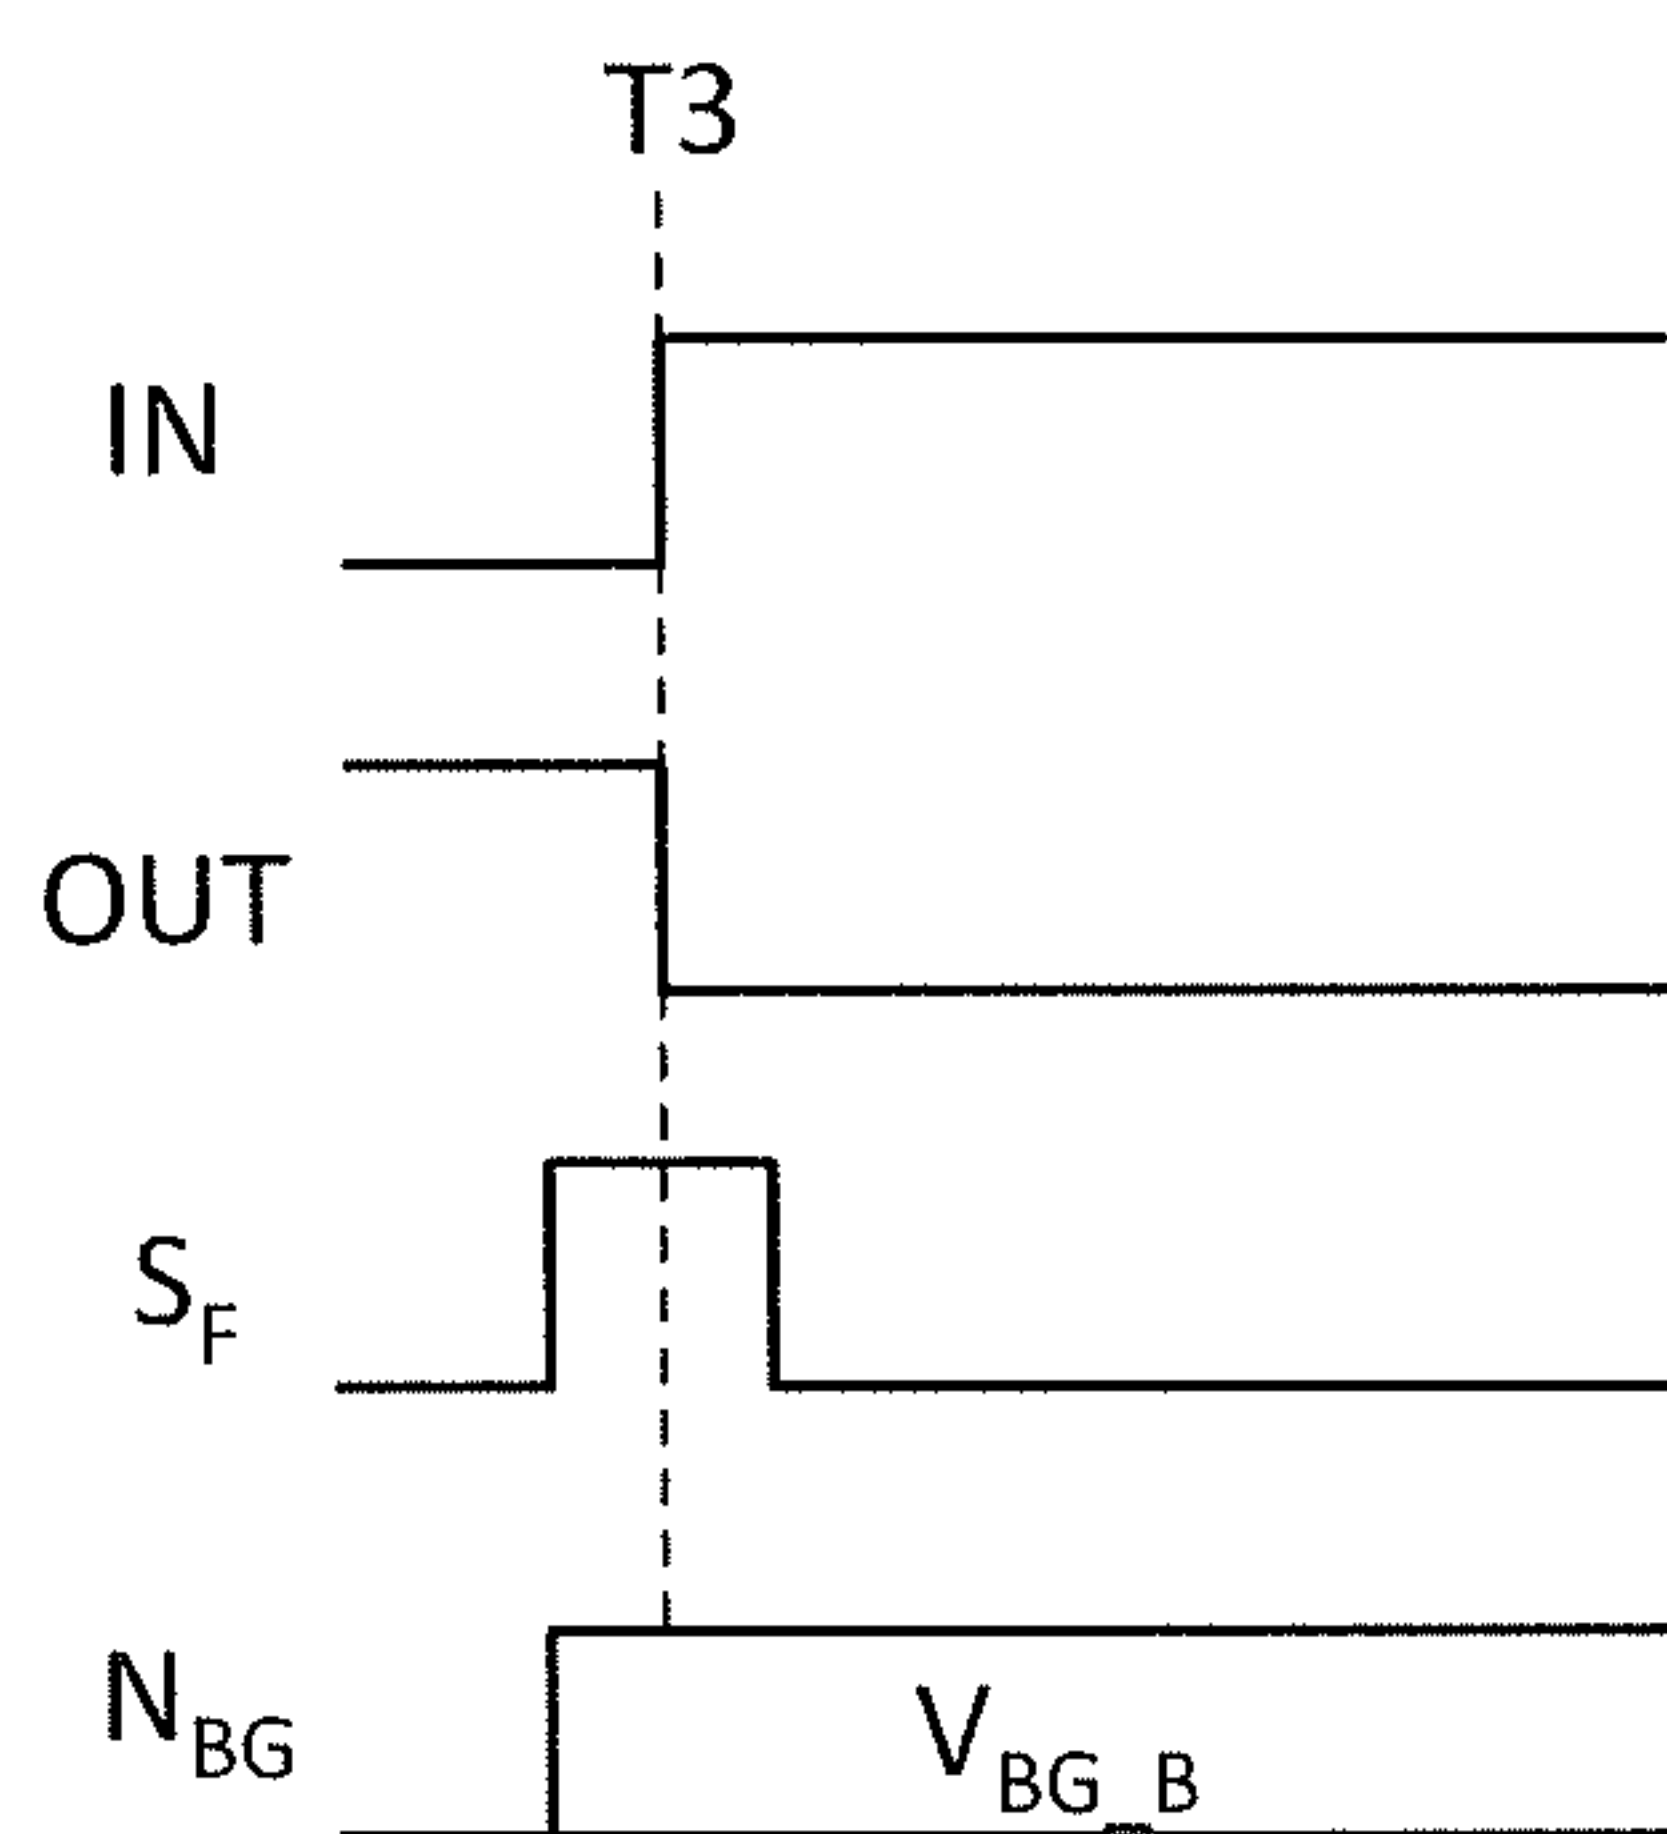 T3
IN
OUT
S_F
N_BG
V_BG_B